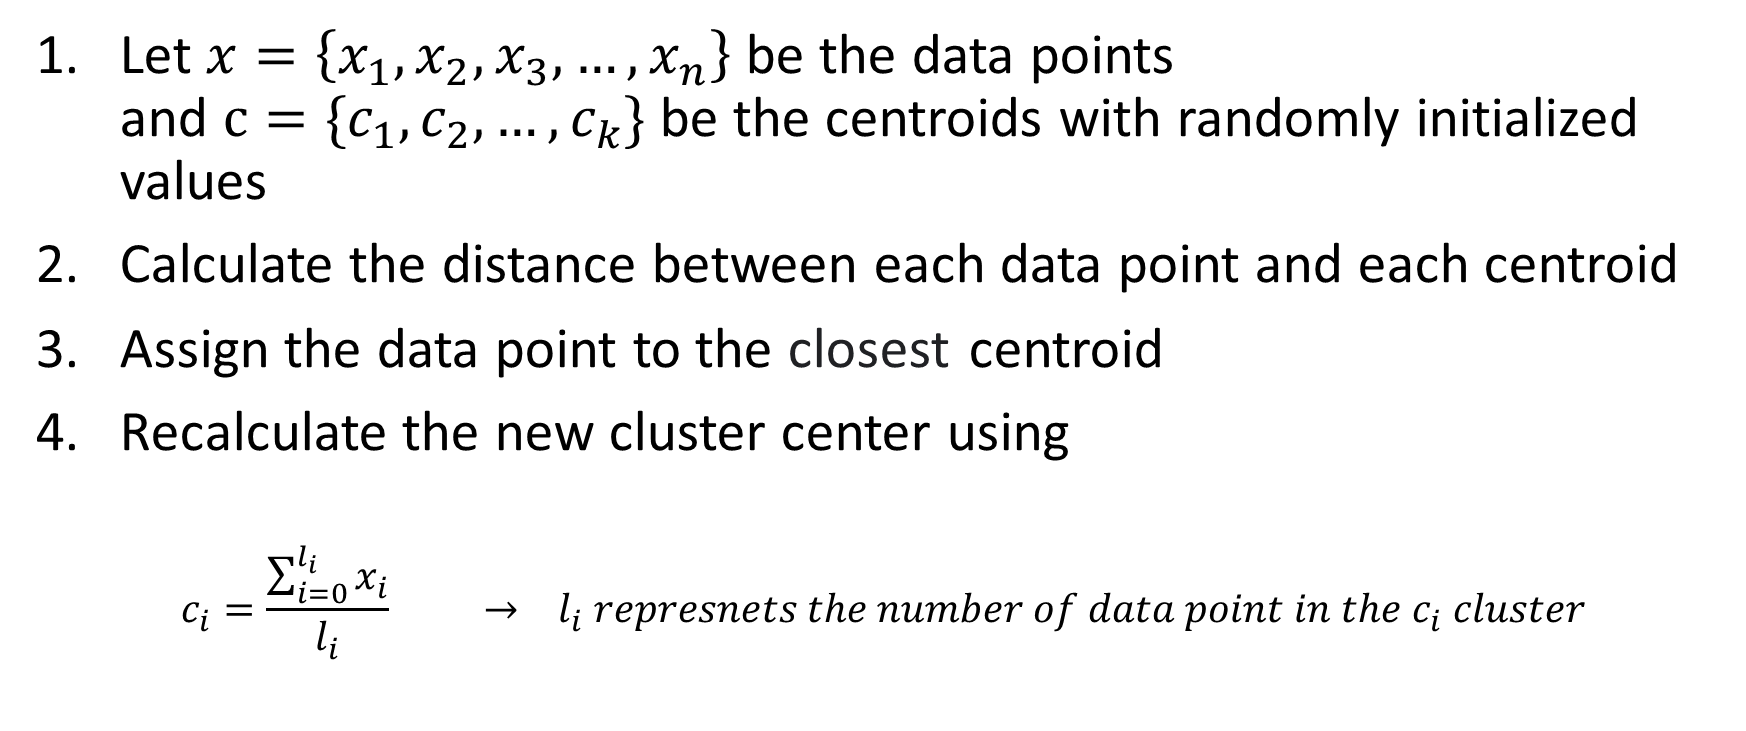 1. Let x = {x₁, x₂, x₃, … , xₙ} be the data points
and c = {c₁, c₂, … , cₖ} be the centroids with randomly initialized
values
2. Calculate the distance between each data point and each centroid
3. Assign the data point to the closest centroid
4. Recalculate the new cluster center using
cᵢ = (∑_{i=0}^{lᵢ} xᵢ) / lᵢ → lᵢ represnets the number of data point in the cᵢ cluster